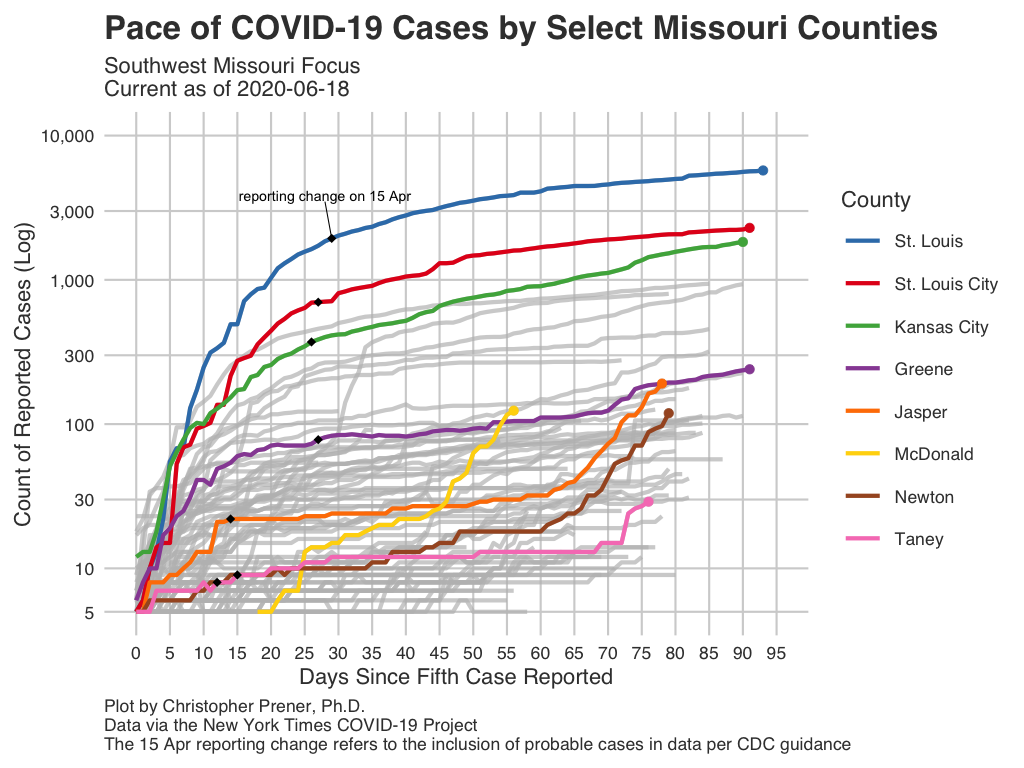 Pace of COVID-19 Cases by Select Missouri Counties
Southwest Missouri Focus
Current as of 2020-06-18
Count of Reported Cases (Log)
10,000
3,000
1,000
300
100
30
10
5
reporting change on 15 Apr
0 5 10 15 20 25 30 35 40 45 50 55 60 65 70 75 80 85 90 95
Days Since Fifth Case Reported
County
St. Louis
St. Louis City
Kansas City
Greene
Jasper
McDonald
Newton
Taney
Plot by Christopher Prener, Ph.D.
Data via the New York Times COVID-19 Project
The 15 Apr reporting change refers to the inclusion of probable cases in data per CDC guidance